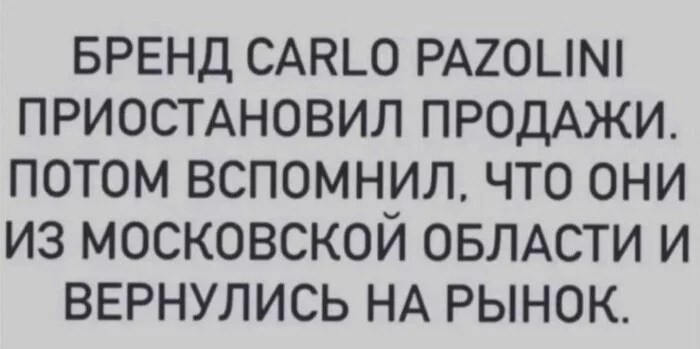 БРЕНД CARLO PAZOLINI
ПРИОСТАНОВИЛ ПРОДАЖИ.
ПОТОМ ВСПОМНИЛ, ЧТО ОНИ
ИЗ МОСКОВСКОЙ ОБЛАСТИ И
ВЕРНУЛИСЬ НА РЫНОК.